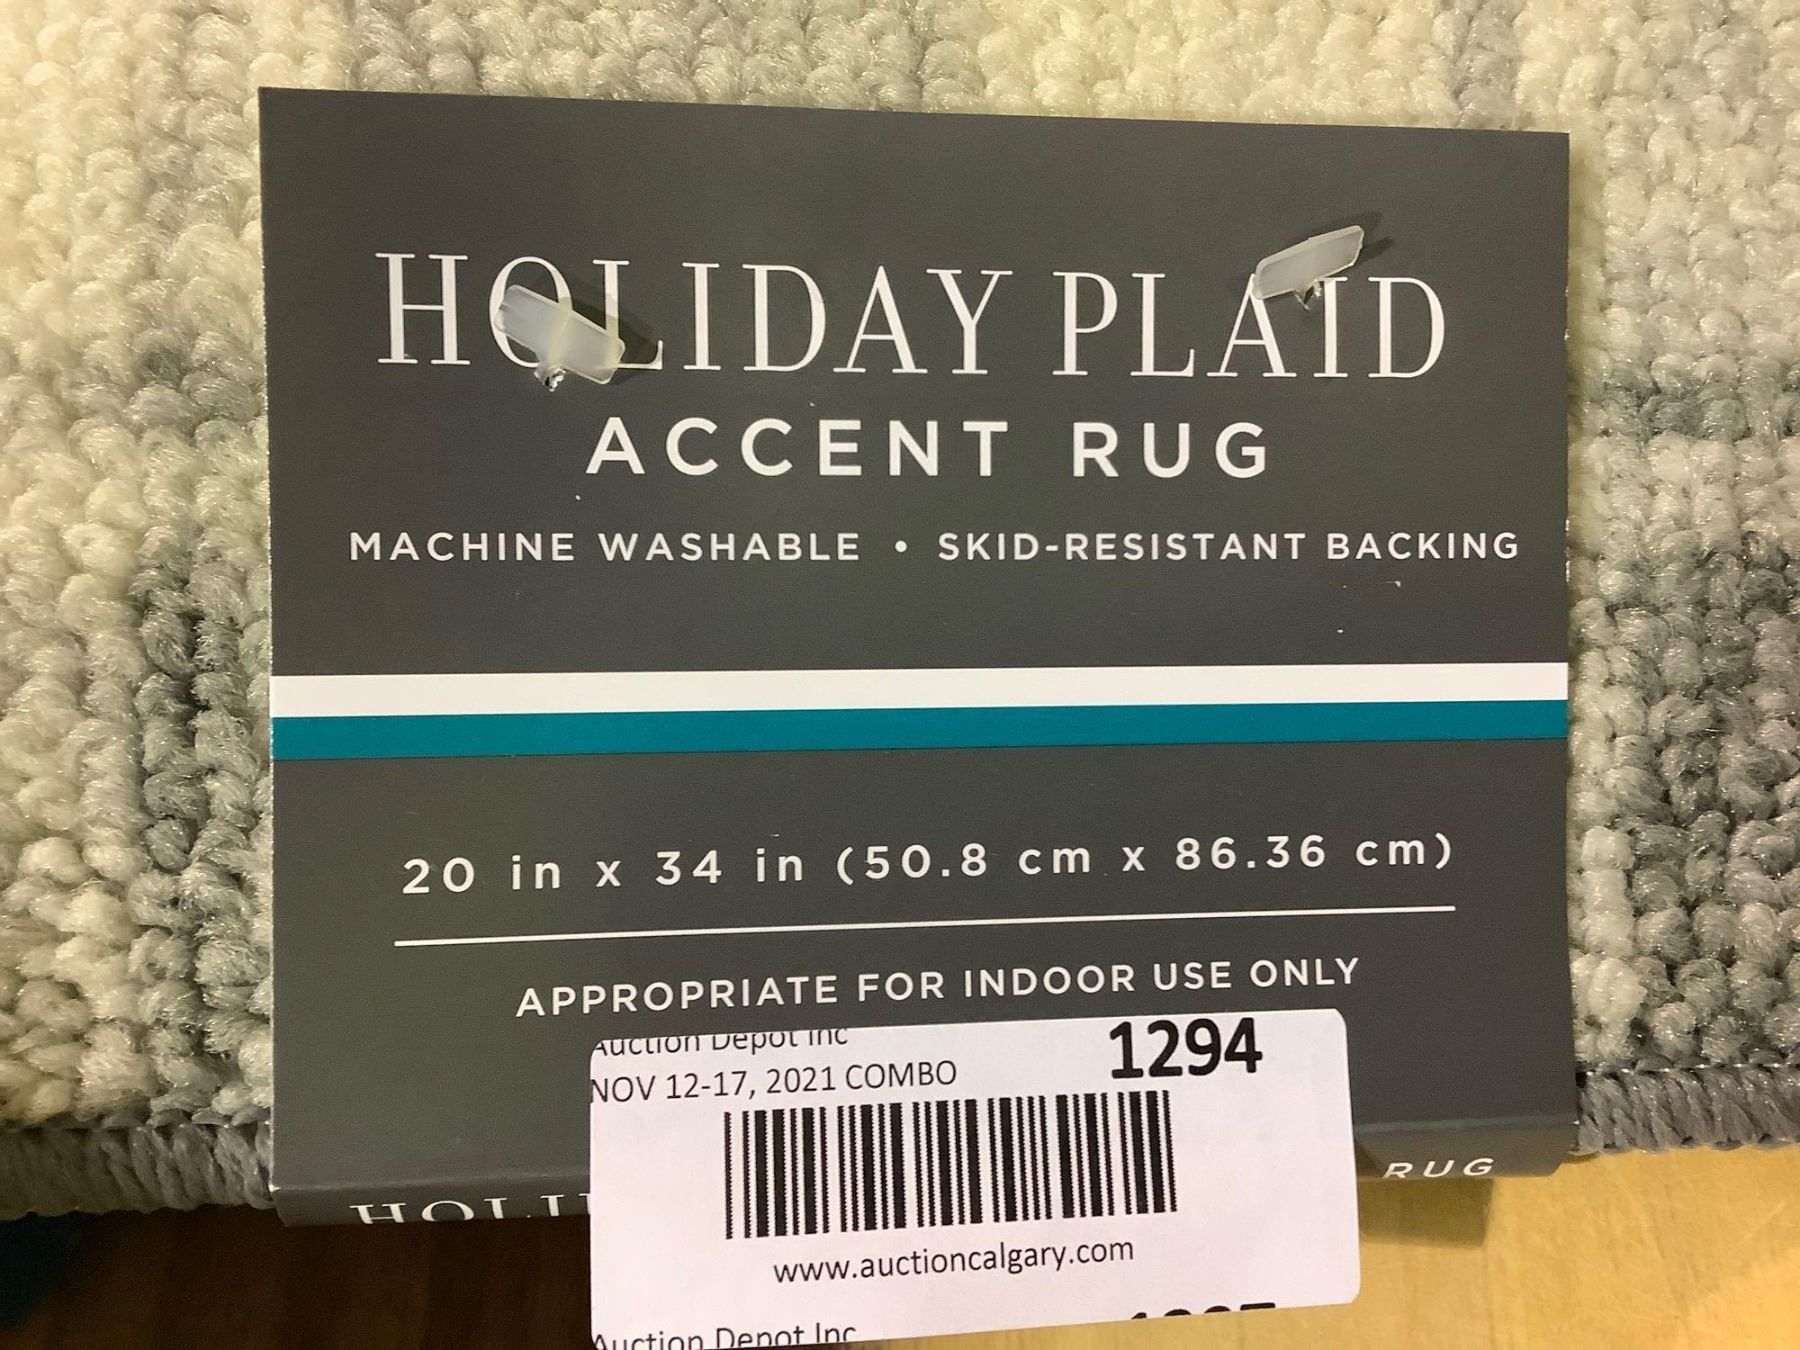 HOLIDAY PLAID
ACCENT RUG
MACHINE WASHABLE • SKID-RESISTANT BACKING
20 in x 34 in (50.8 cm x 86.36 cm)
APPROPRIATE FOR INDOOR USE ONLY
Auction Depot Inc
1294
NOV 12-17, 2021 COMBO
www.auctioncalgary.com
RUG
Auction Depot Inc